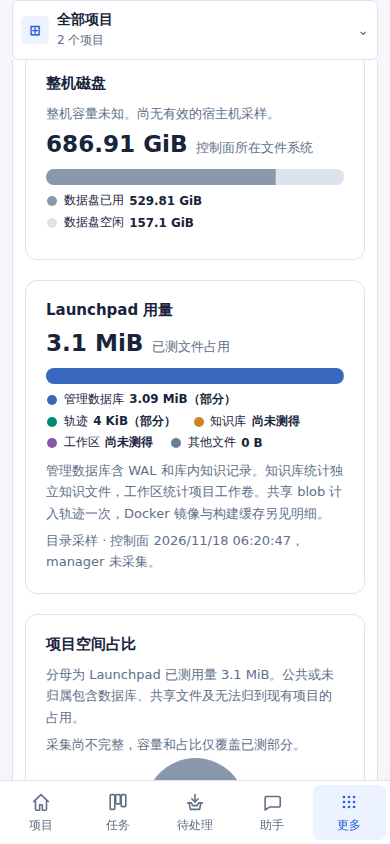 全部项目
2 个项目
整机磁盘
整机容量未知。尚无有效的宿主机采样。
686.91 GiB 控制面所在文件系统
数据盘已用 529.81 GiB
数据盘空闲 157.1 GiB
Launchpad 用量
3.1 MiB 已测文件占用
管理数据库 3.09 MiB（部分）
轨迹 4 KiB（部分） 知识库 尚未测得
工作区 尚未测得 其他文件 0 B
管理数据库含 WAL 和库内知识记录。知识库统计独
立知识文件，工作区统计项目工作卷。共享 blob 计
入轨迹一次，Docker 镜像与构建缓存另见明细。
目录采样 · 控制面 2026/11/18 06:20:47，
manager 未采集。
项目空间占比
分母为 Launchpad 已测用量 3.1 MiB。公共或未
归属包含数据库、共享文件及无法归到现有项目的
占用。
采集尚不完整，容量和占比仅覆盖已测部分。
项目 任务 待处理 助手 更多